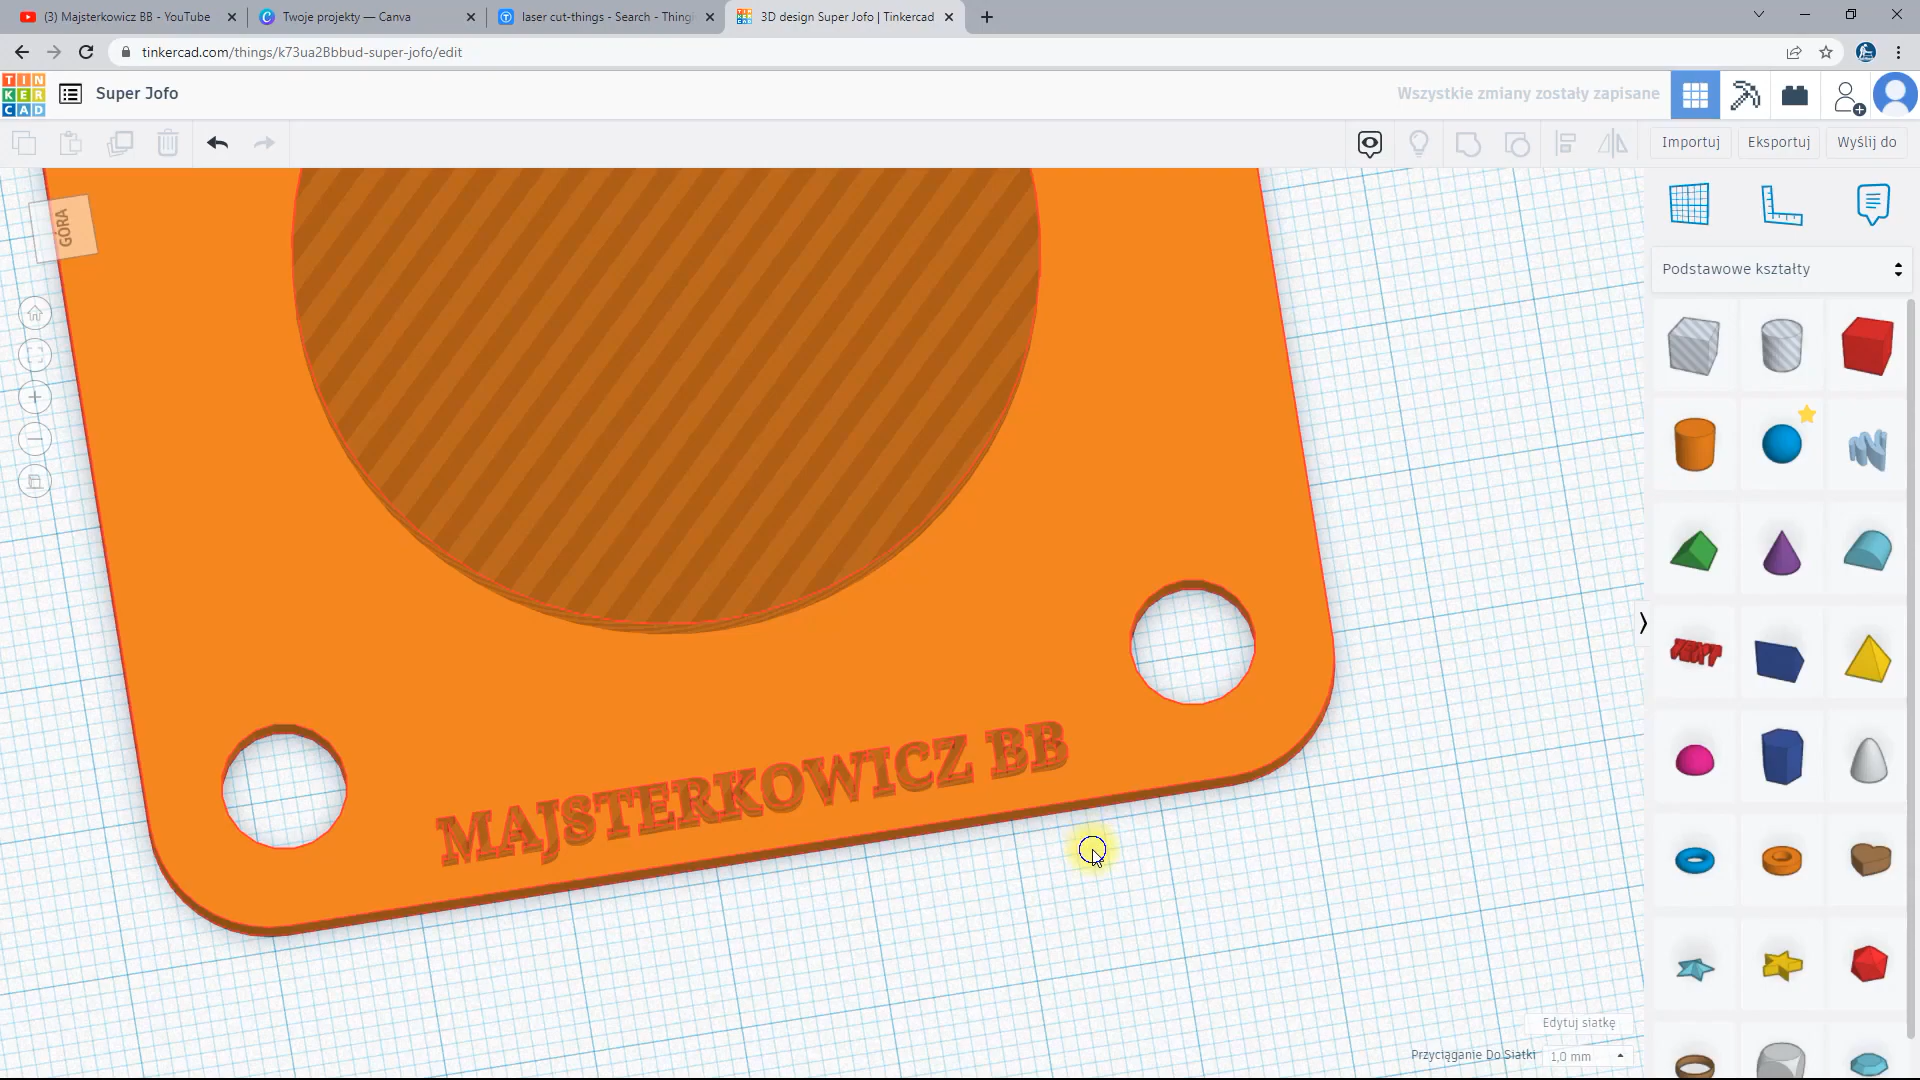 (3) Majsterkowicz BB - YouTube
Twoje projekty — Canva
laser cut-things - Search - Thingi
3D design Super Jofo | Tinkercad
tinkercad.com/things/k73ua2Bbbud-super-jofo/edit
TIN
KER
CAD
Super Jofo
Wszystkie zmiany zostały zapisane
Importuj
Eksportuj
Wyślij do
GÓRA
Podstawowe kształty
TEXT
MAJSTERKOWICZ BB
Edytuj siatkę
Przyciąganie Do Siatki
1,0 mm